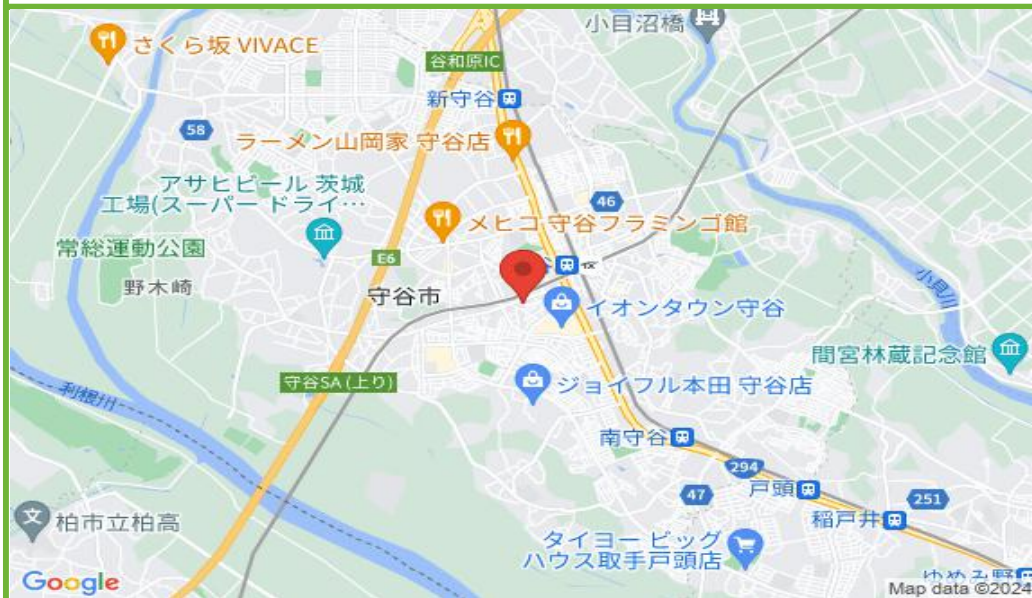 小目沼橋
さくら坂 VIVACE
谷和原IC
新守谷
58
ラーメン山岡家 守谷店
アサヒビール 茨城
工場(スーパー ドライ…
46
メヒコ 守谷フラミンゴ館
常総運動公園
E6
野木崎
守谷市
小貝川
イオンタウン守谷
間宮林蔵記念館
守谷SA (上り)
ジョイフル本田 守谷店
利根川
南守谷
294
戸頭
47
251
稲戸井
柏市立柏高
タイヨー ビッグ
ハウス取手戸頭店
ゆめみ野
Google
Map data ©2024